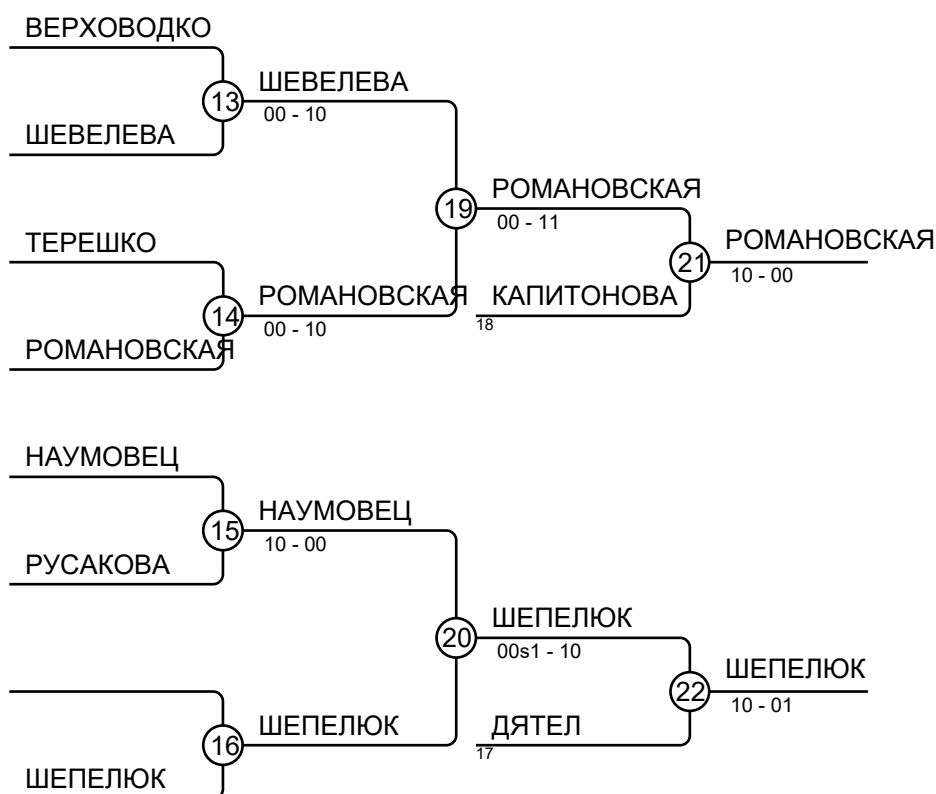 ВЕРХОВОДКО
13
ШЕВЕЛЕВА
00 - 10
ШЕВЕЛЕВА
19
РОМАНОВСКАЯ
00 - 11
ТЕРЕШКО
21
РОМАНОВСКАЯ
10 - 00
14
РОМАНОВСКАЯ
00 - 10
КАПИТОНОВА
18
РОМАНОВСКАЯ
НАУМОВЕЦ
15
НАУМОВЕЦ
10 - 00
РУСАКОВА
20
ШЕПЕЛЮК
00s1 - 10
22
ШЕПЕЛЮК
10 - 01
16
ШЕПЕЛЮК
ДЯТЕЛ
17
ШЕПЕЛЮК